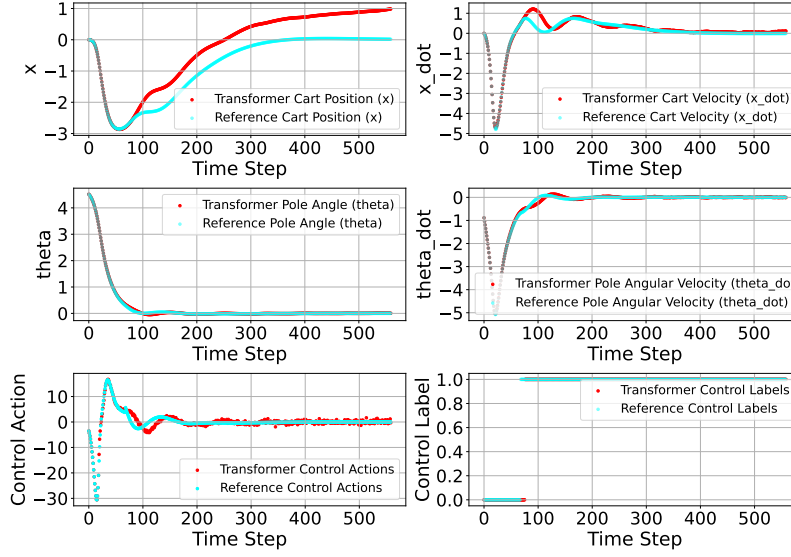 1
0
−1
−2
−3
x
Transformer Cart Position (x)
Reference Cart Position (x)
0 100 200 300 400 500
Time Step
1
0
−1
−2
−3
−4
−5
x_dot
Transformer Cart Velocity (x_dot)
Reference Cart Velocity (x_dot)
0 100 200 300 400 500
Time Step
4
3
2
1
0
theta
Transformer Pole Angle (theta)
Reference Pole Angle (theta)
0 100 200 300 400 500
Time Step
0
−1
−2
−3
−4
−5
theta_dot
Transformer Pole Angular Velocity (theta_do
Reference Pole Angular Velocity (theta_dot)
0 100 200 300 400 500
Time Step
10
0
−10
−20
−30
Control Action
Transformer Control Actions
Reference Control Actions
0 100 200 300 400 500
Time Step
1.0
0.8
0.6
0.4
0.2
0.0
Control Label
Transformer Control Labels
Reference Control Labels
0 100 200 300 400 500
Time Step